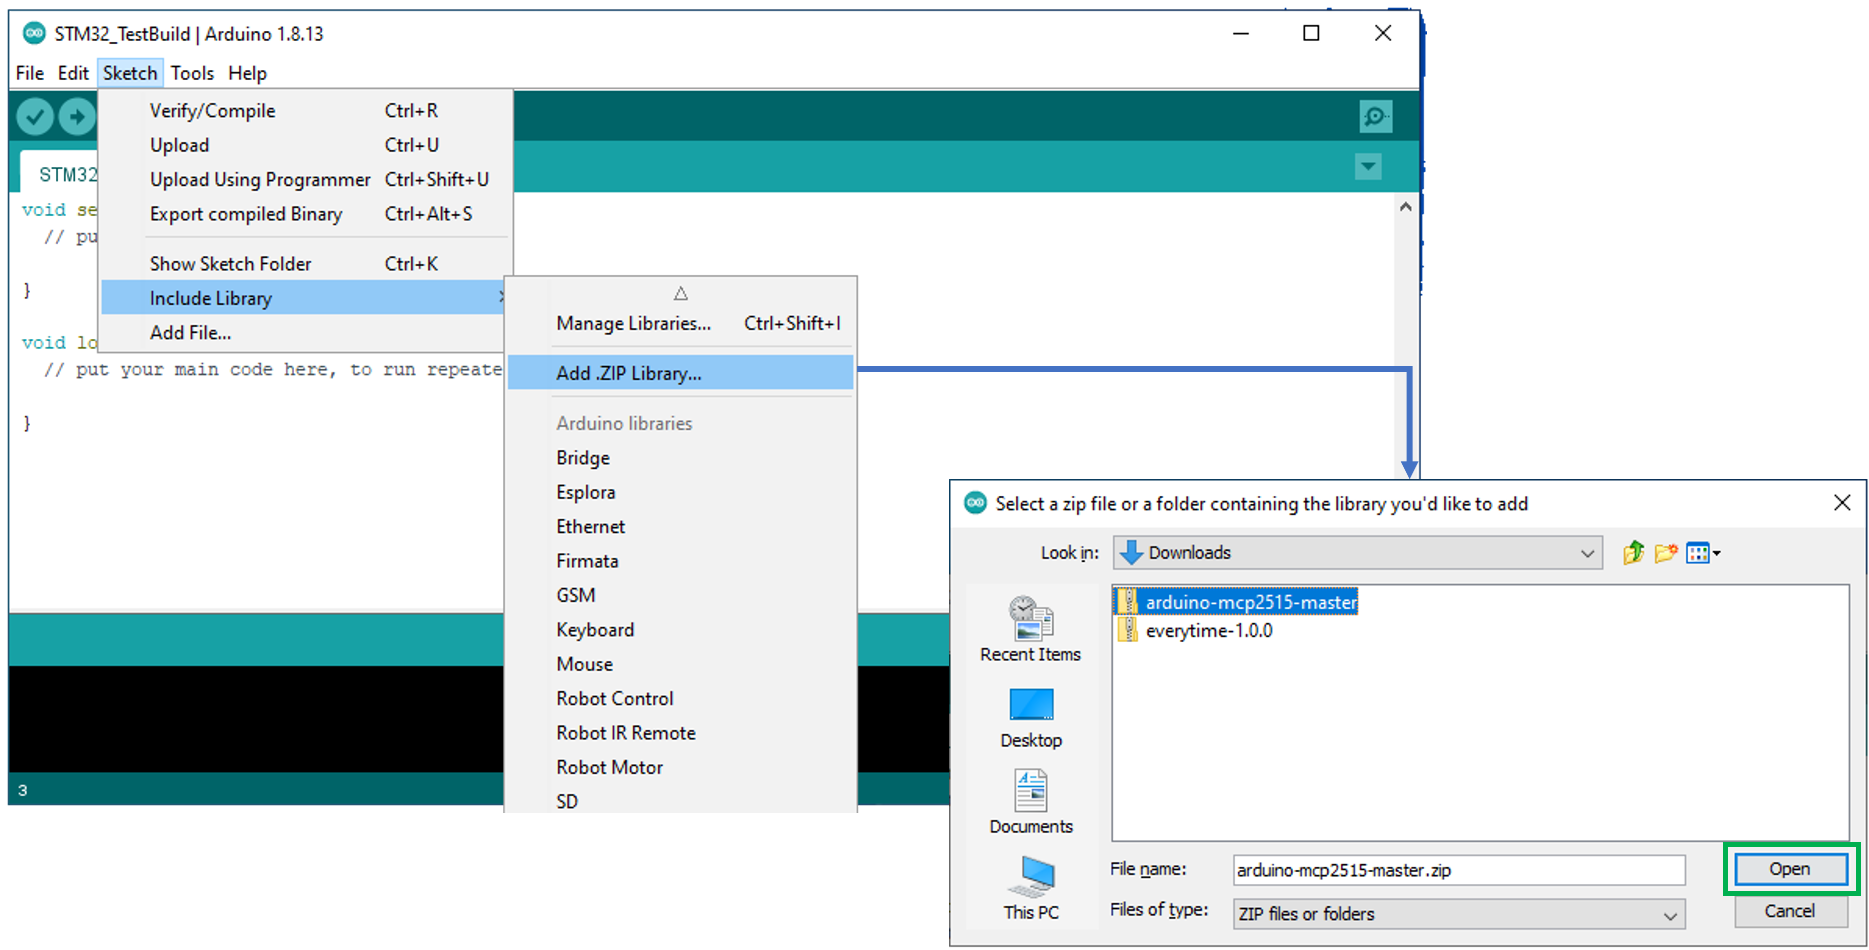 STM32_TestBuild | Arduino 1.8.13
File Edit Sketch Tools Help
Verify/Compile Ctrl+R
Upload Ctrl+U
Upload Using Programmer Ctrl+Shift+U
Export compiled Binary Ctrl+Alt+S
Show Sketch Folder Ctrl+K
Include Library
Add File...
STM32
void se
// pu
}
void lo
// put your main code here, to run repeate
}
3
Manage Libraries... Ctrl+Shift+I
Add .ZIP Library...
Arduino libraries
Bridge
Esplora
Ethernet
Firmata
GSM
Keyboard
Mouse
Robot Control
Robot IR Remote
Robot Motor
SD
Select a zip file or a folder containing the library you'd like to add
Look in: Downloads
arduino-mcp2515-master
everytime-1.0.0
Recent Items
Desktop
Documents
This PC
File name: arduino-mcp2515-master.zip Open
Files of type: ZIP files or folders Cancel